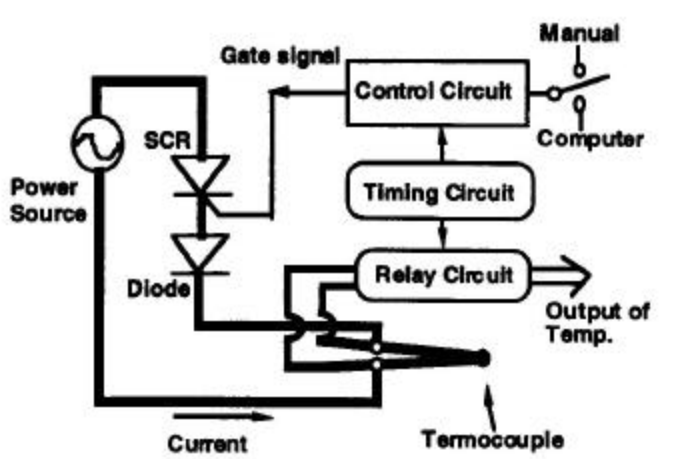 Manual
Gate signal
Control Circuit
SCR
Computer
Power
Source
Timing Circuit
Relay Circuit
Diode
Output of
Temp.
Current
Termocouple